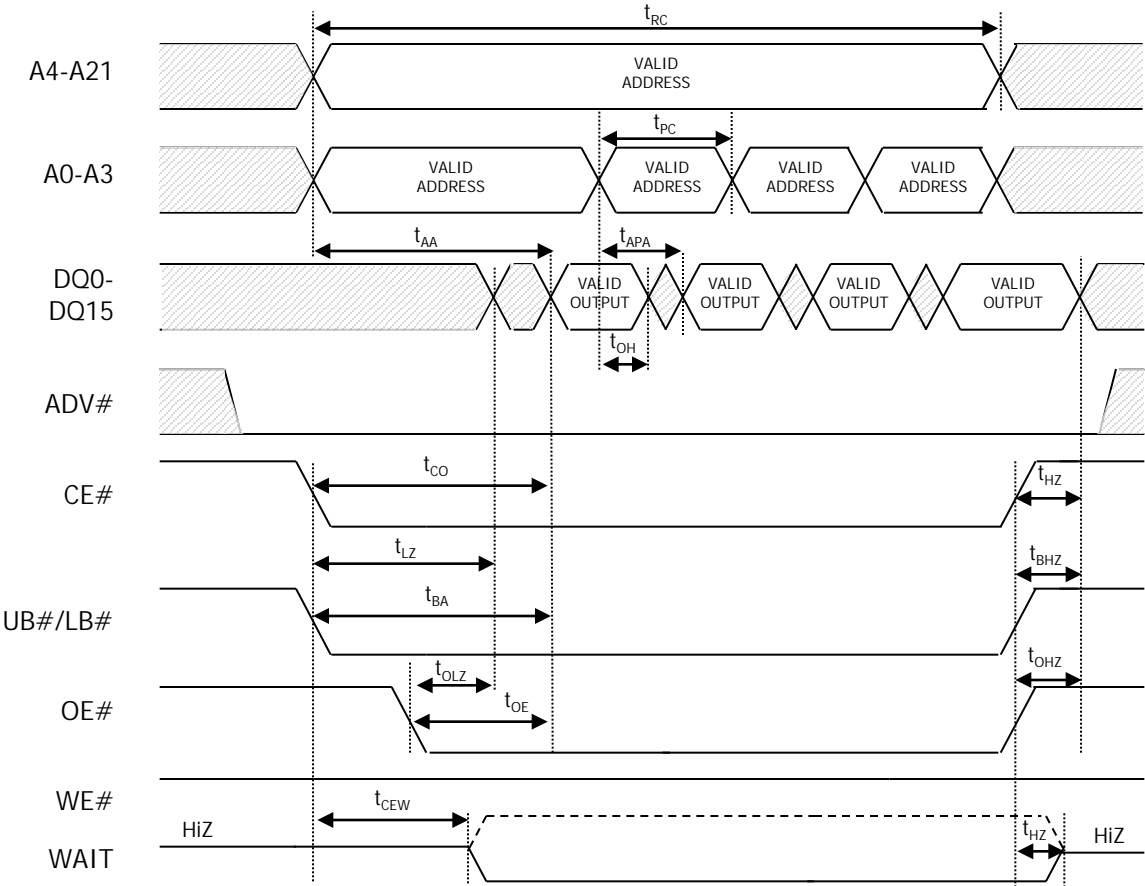 tRC
A4-A21
VALID
ADDRESS
tPC
A0-A3
VALID
ADDRESS
VALID
ADDRESS
VALID
ADDRESS
VALID
ADDRESS
tAA
tAPA
DQ0-
DQ15
VALID
OUTPUT
VALID
OUTPUT
VALID
OUTPUT
VALID
OUTPUT
tOH
ADV#
tCO
tHZ
CE#
tLZ
tBHZ
tBA
UB#/LB#
tOLZ
tOHZ
tOE
OE#
WE#
tCEW
HiZ
tHZ
HiZ
WAIT